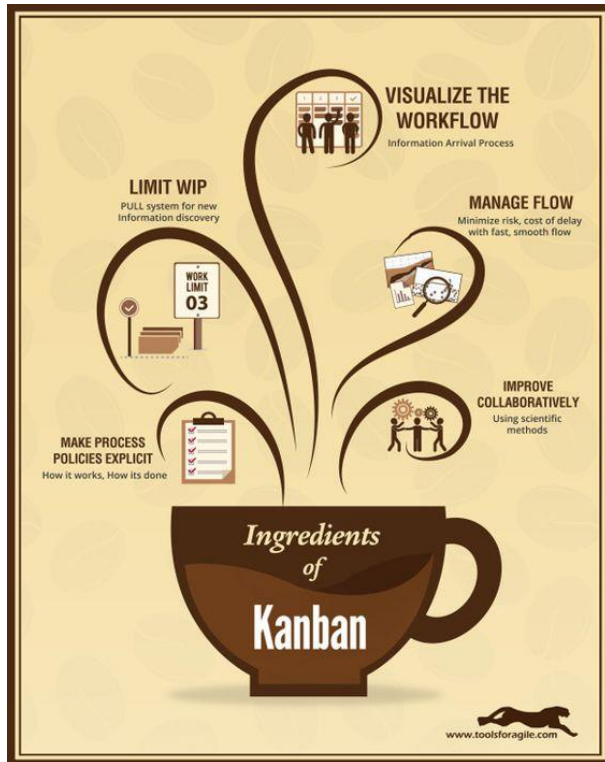 VISUALIZE THE
WORKFLOW
Information Arrival Process
LIMIT WIP
PULL system for new
Information discovery
MANAGE FLOW
Minimize risk, cost of delay
with fast, smooth flow
WORK
LIMIT
03
IMPROVE
COLLABORATIVELY
Using scientific
methods
MAKE PROCESS
POLICIES EXPLICIT
How it works, How its done
Ingredients
of
Kanban
www.toolsforagile.com